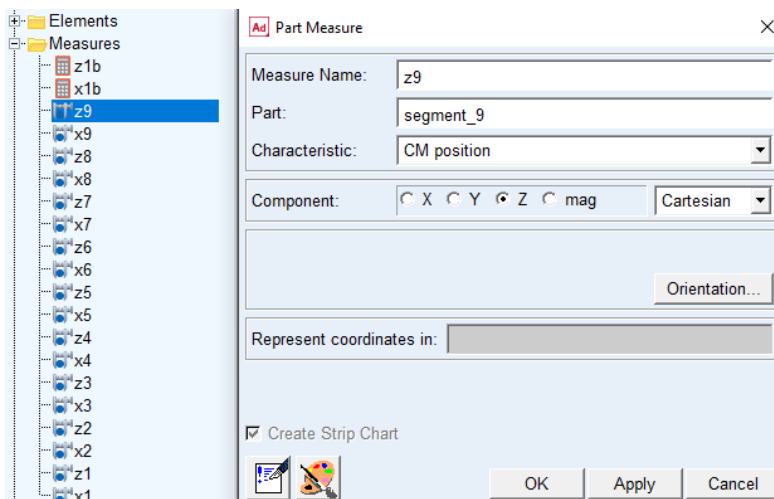 Elements
Measures
z1b
x1b
z9
x9
z8
x8
z7
x7
z6
x6
z5
x5
z4
x4
z3
x3
z2
x2
z1
x1
Ad Part Measure
Measure Name: z9
Part: segment_9
Characteristic: CM position
Component: X Y Z mag Cartesian
Orientation...
Represent coordinates in:
Create Strip Chart
OK Apply Cancel